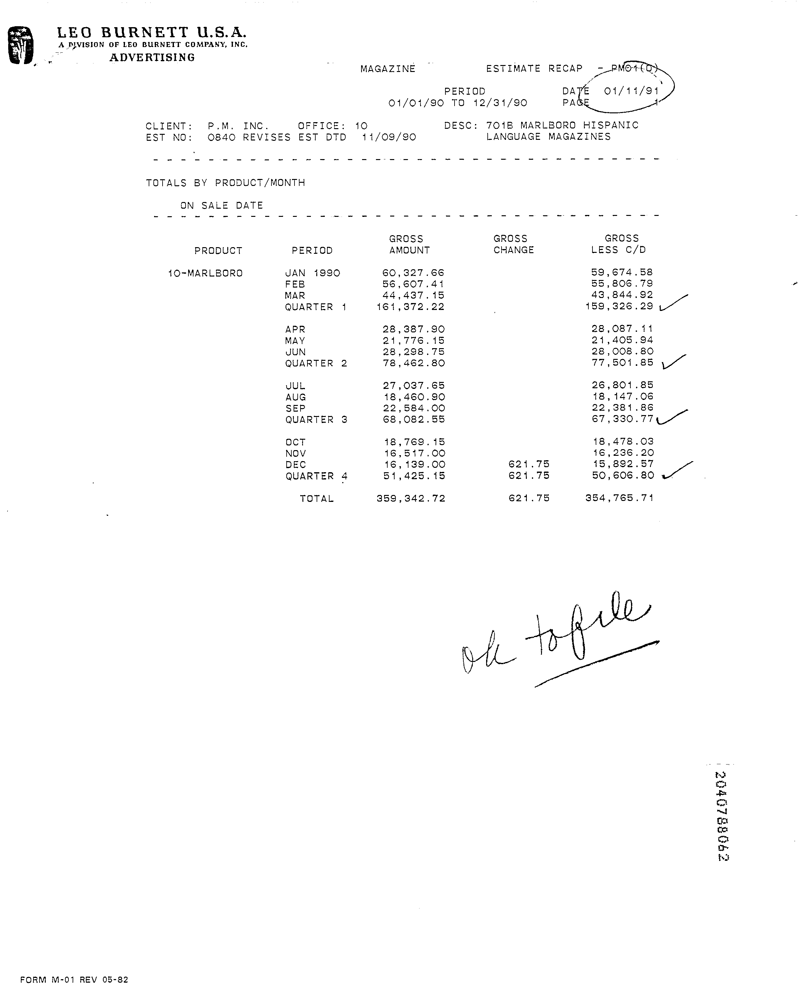 LEO BURNETT U.S.A.
A DIVISION OF LEO BURNETT COMPANY, INC.
ADVERTISING
MAGAZINE ESTIMATE RECAP - PM01(0)
PERIOD DATE 01/11/91
01/01/90 TO 12/31/90 PAGE 1
CLIENT: P.M. INC. OFFICE: 10 DESC: 701B MARLBORO HISPANIC
EST NO: 0840 REVISES EST DTD 11/09/90 LANGUAGE MAGAZINES
TOTALS BY PRODUCT/MONTH
ON SALE DATE
GROSS GROSS GROSS
PRODUCT PERIOD AMOUNT CHANGE LESS C/D
10-MARLBORO JAN 1990 60,327.66 59,674.58
FEB 56,607.41 55,806.79
MAR 44,437.15 43,844.92
QUARTER 1 161,372.22 159,326.29
APR 28,387.90 28,087.11
MAY 21,776.15 21,405.94
JUN 28,298.75 28,008.80
QUARTER 2 78,462.80 77,501.85
JUL 27,037.65 26,801.85
AUG 18,460.90 18,147.06
SEP 22,584.00 22,381.86
QUARTER 3 68,082.55 67,330.77
OCT 18,769.15 18,478.03
NOV 16,517.00 16,236.20
DEC 16,139.00 621.75 15,892.57
QUARTER 4 51,425.15 621.75 50,606.80
TOTAL 359,342.72 621.75 354,765.71
ok to file
2040788062
FORM M-01 REV 05-82